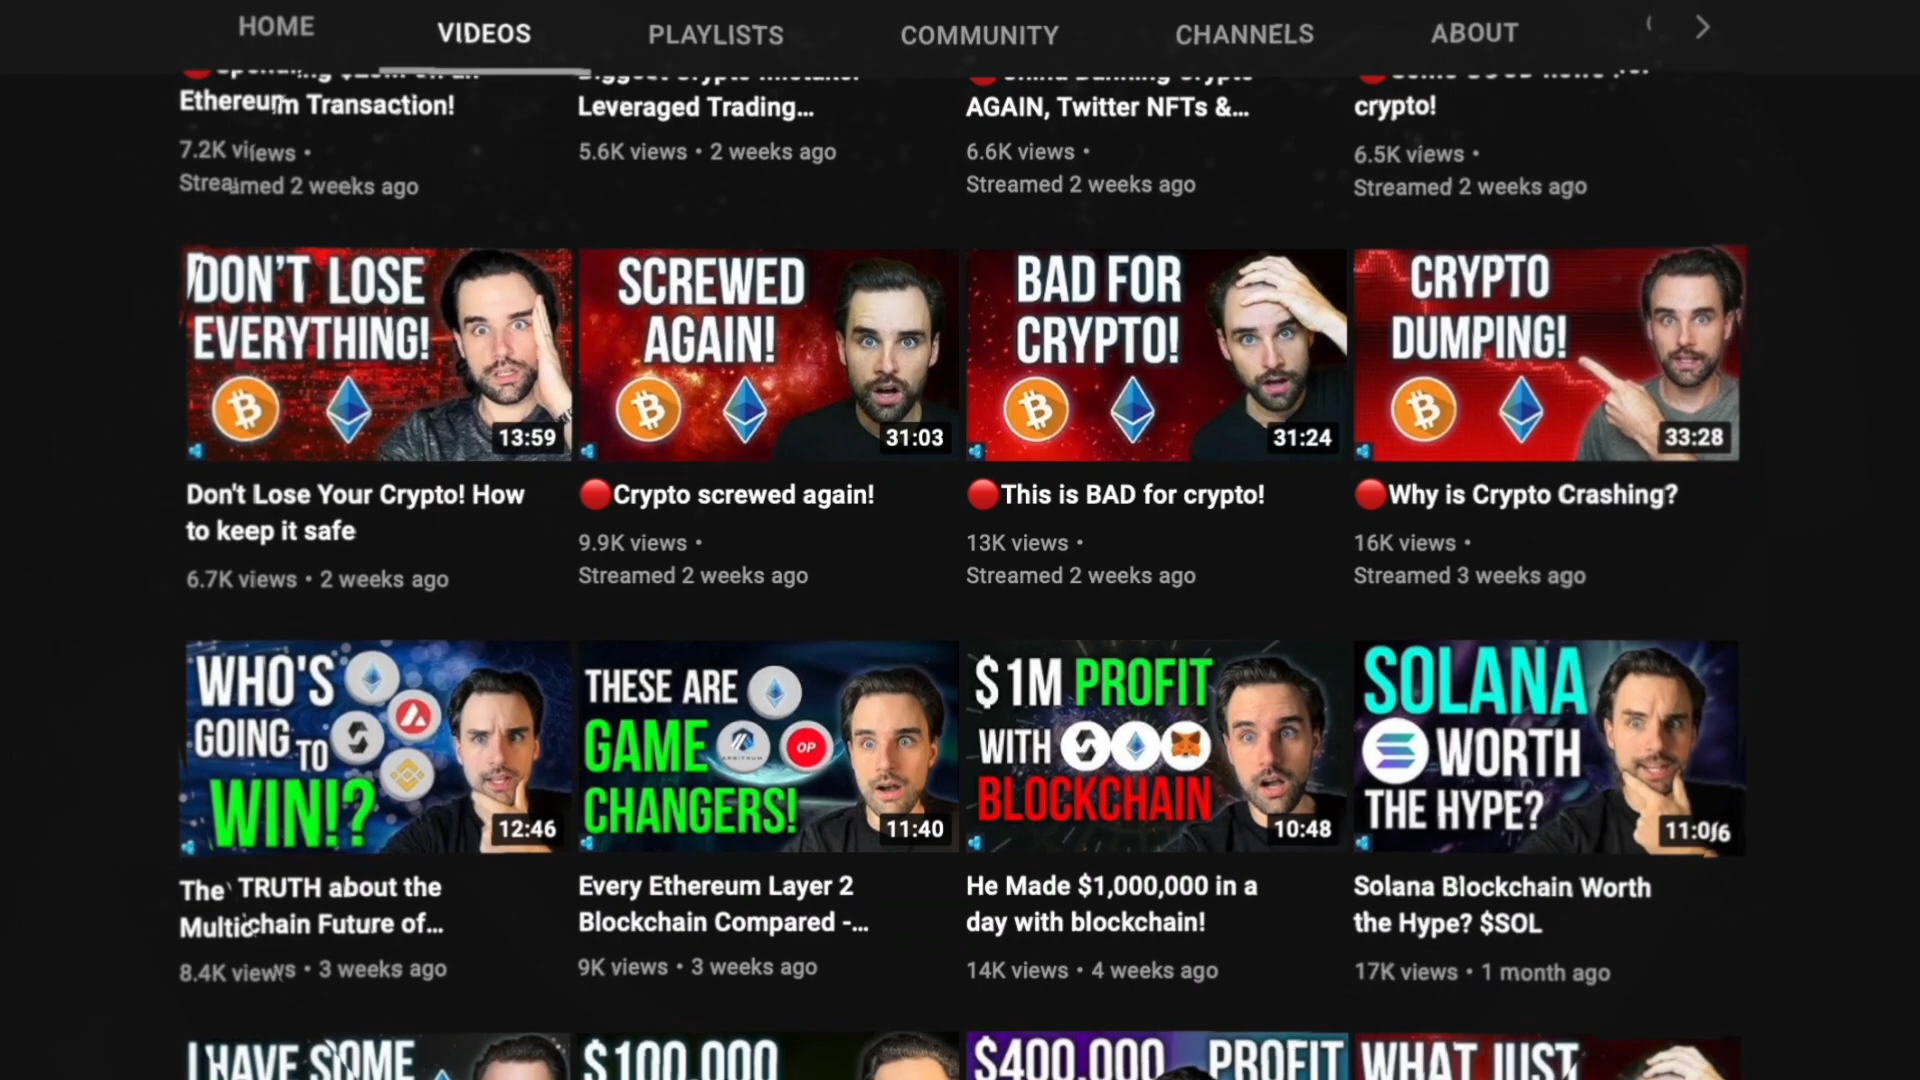 HOME
VIDEOS
PLAYLISTS
COMMUNITY
CHANNELS
ABOUT
Ethereum Transaction!
7.2K views •
Streamed 2 weeks ago
Leveraged Trading...
5.6K views • 2 weeks ago
AGAIN, Twitter NFTs &...
6.6K views •
Streamed 2 weeks ago
crypto!
6.5K views •
Streamed 2 weeks ago
DON'T LOSE
EVERYTHING!
13:59
Don't Lose Your Crypto! How
to keep it safe
6.7K views • 2 weeks ago
SCREWED
AGAIN!
31:03
Crypto screwed again!
9.9K views •
Streamed 2 weeks ago
BAD FOR
CRYPTO!
31:24
This is BAD for crypto!
13K views •
Streamed 2 weeks ago
CRYPTO
DUMPING!
33:28
Why is Crypto Crashing?
16K views •
Streamed 3 weeks ago
WHO'S
GOING TO
WIN!?
12:46
The TRUTH about the
Multichain Future of...
8.4K views • 3 weeks ago
THESE ARE
GAME
ARBITRUM
OP
CHANGERS!
11:40
Every Ethereum Layer 2
Blockchain Compared -...
9K views • 3 weeks ago
$1M PROFIT
WITH
BLOCKCHAIN
10:48
He Made $1,000,000 in a
day with blockchain!
14K views • 4 weeks ago
SOLANA
WORTH
THE HYPE?
Solana Blockchain Worth
the Hype? $SOL
17K views • 1 month ago
I HAVE SOME
$100,000
$400,000 PROFIT
WHAT JUST